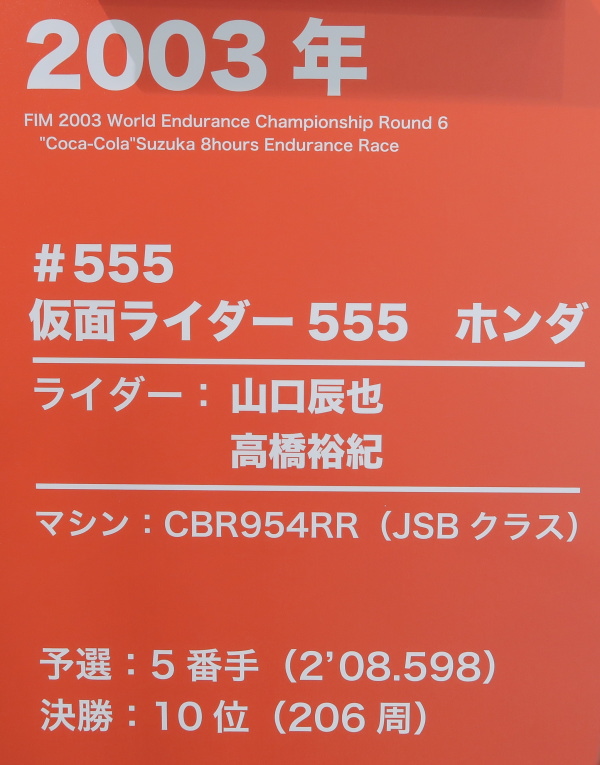 2003年
FIM 2003 World Endurance Championship Round 6
"Coca-Cola"Suzuka 8hours Endurance Race
#555
仮面ライダー555　ホンダ
ライダー：山口辰也
高橋裕紀
マシン：CBR954RR（JSBクラス）
予選：5番手（2’08.598）
決勝：10位（206周）